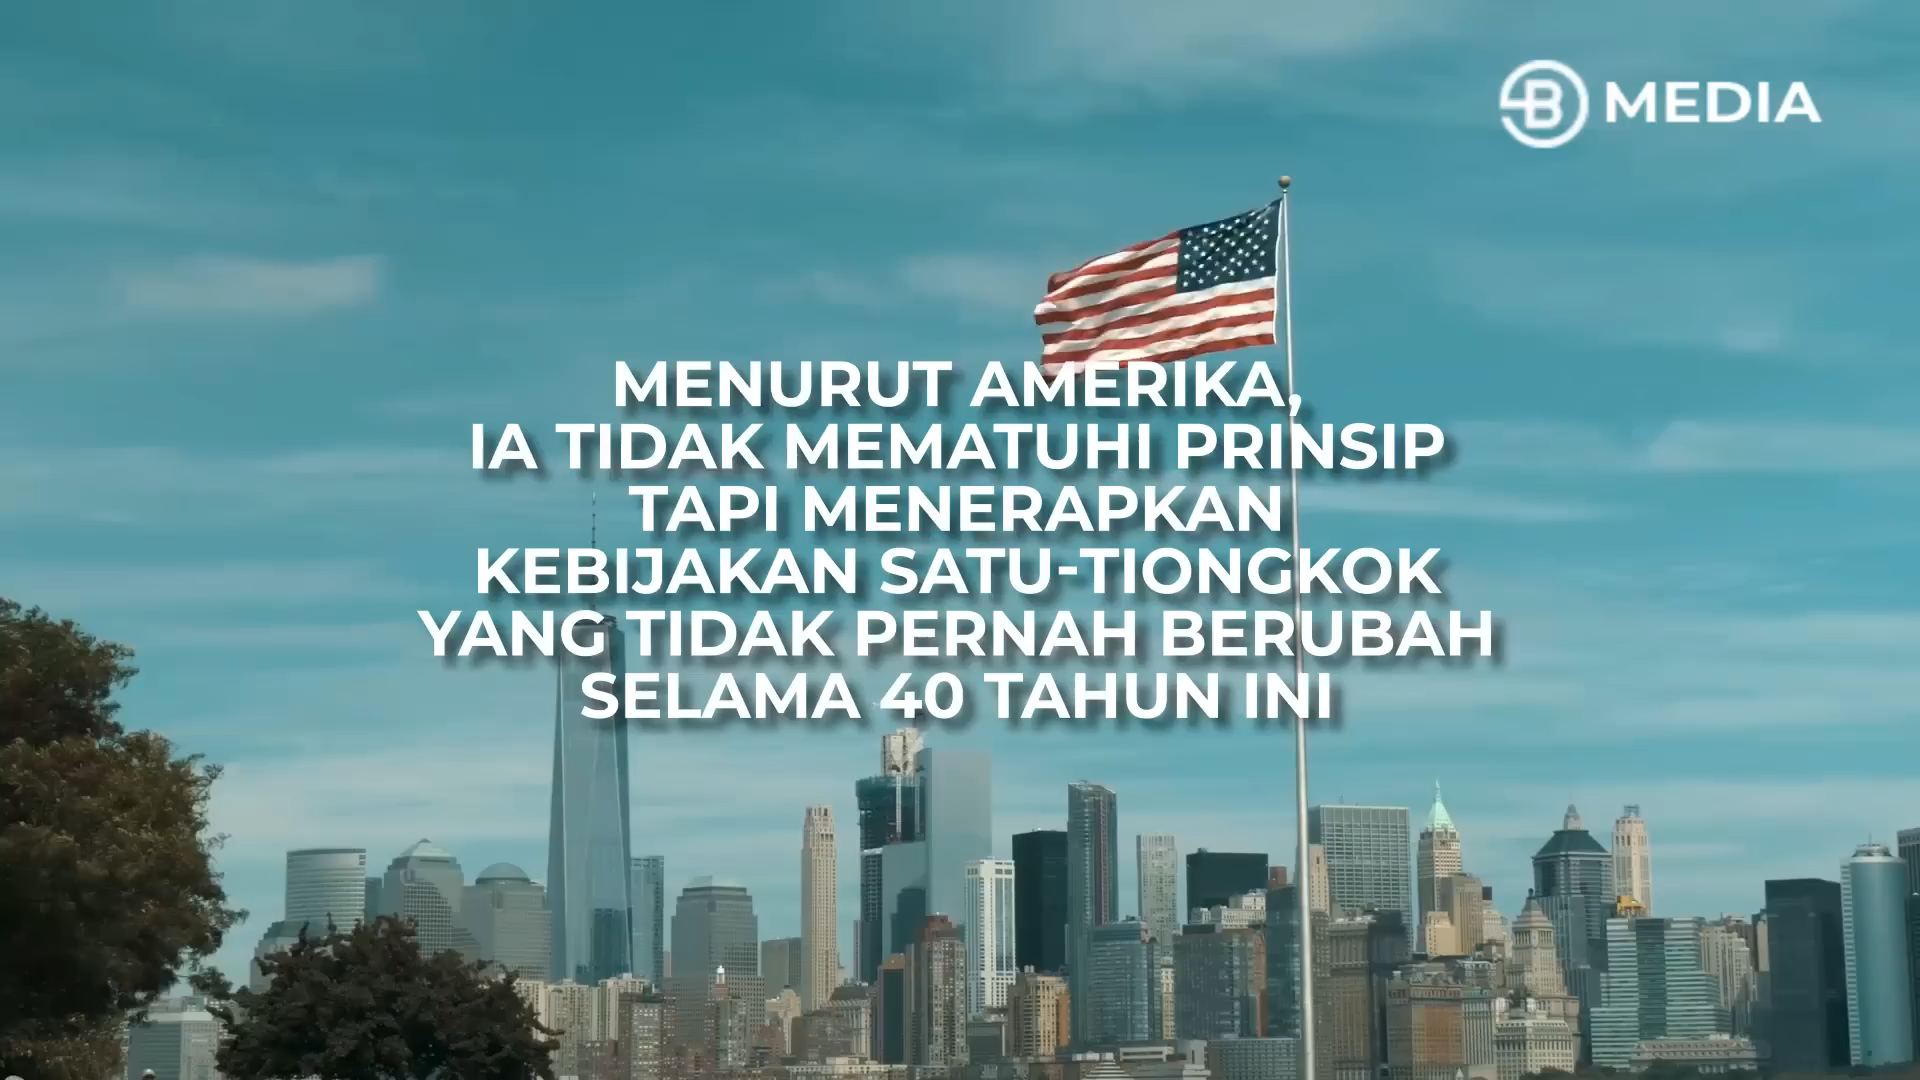 MEDIA
MENURUT AMERIKA,
IA TIDAK MEMATUHI PRINSIP
TAPI MENERAPKAN
KEBIJAKAN SATU-TIONGKOK
YANG TIDAK PERNAH BERUBAH
SELAMA 40 TAHUN INI